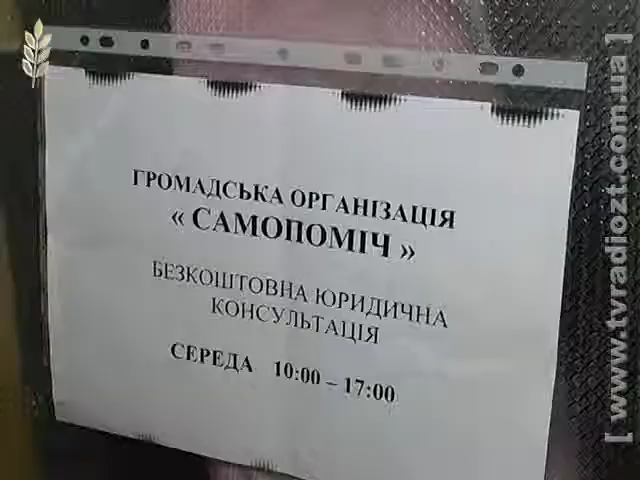 ГРОМАДСЬКА ОРГАНІЗАЦІЯ
« САМОПОМІЧ »
БЕЗКОШТОВНА ЮРИДИЧНА
КОНСУЛЬТАЦІЯ
СЕРЕДА 10:00 – 17:00
[ www.tvradiozt.com.ua ]